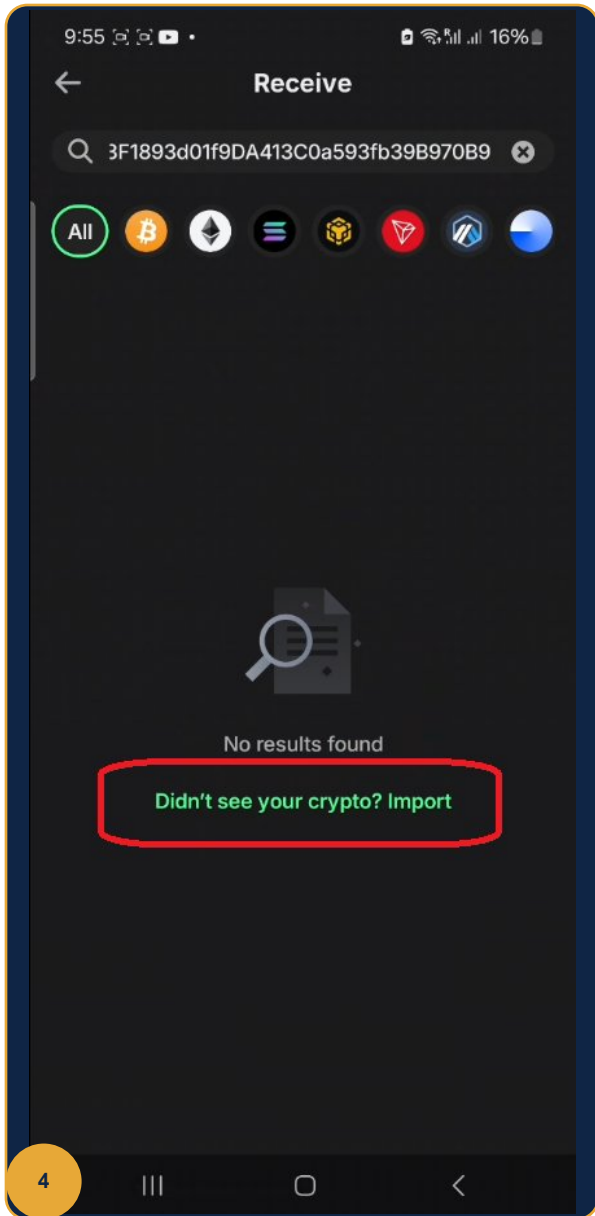 9:55
16%
Receive
3F1893d01f9DA413C0a593fb39B970B9
All
No results found
Didn't see your crypto? Import
4